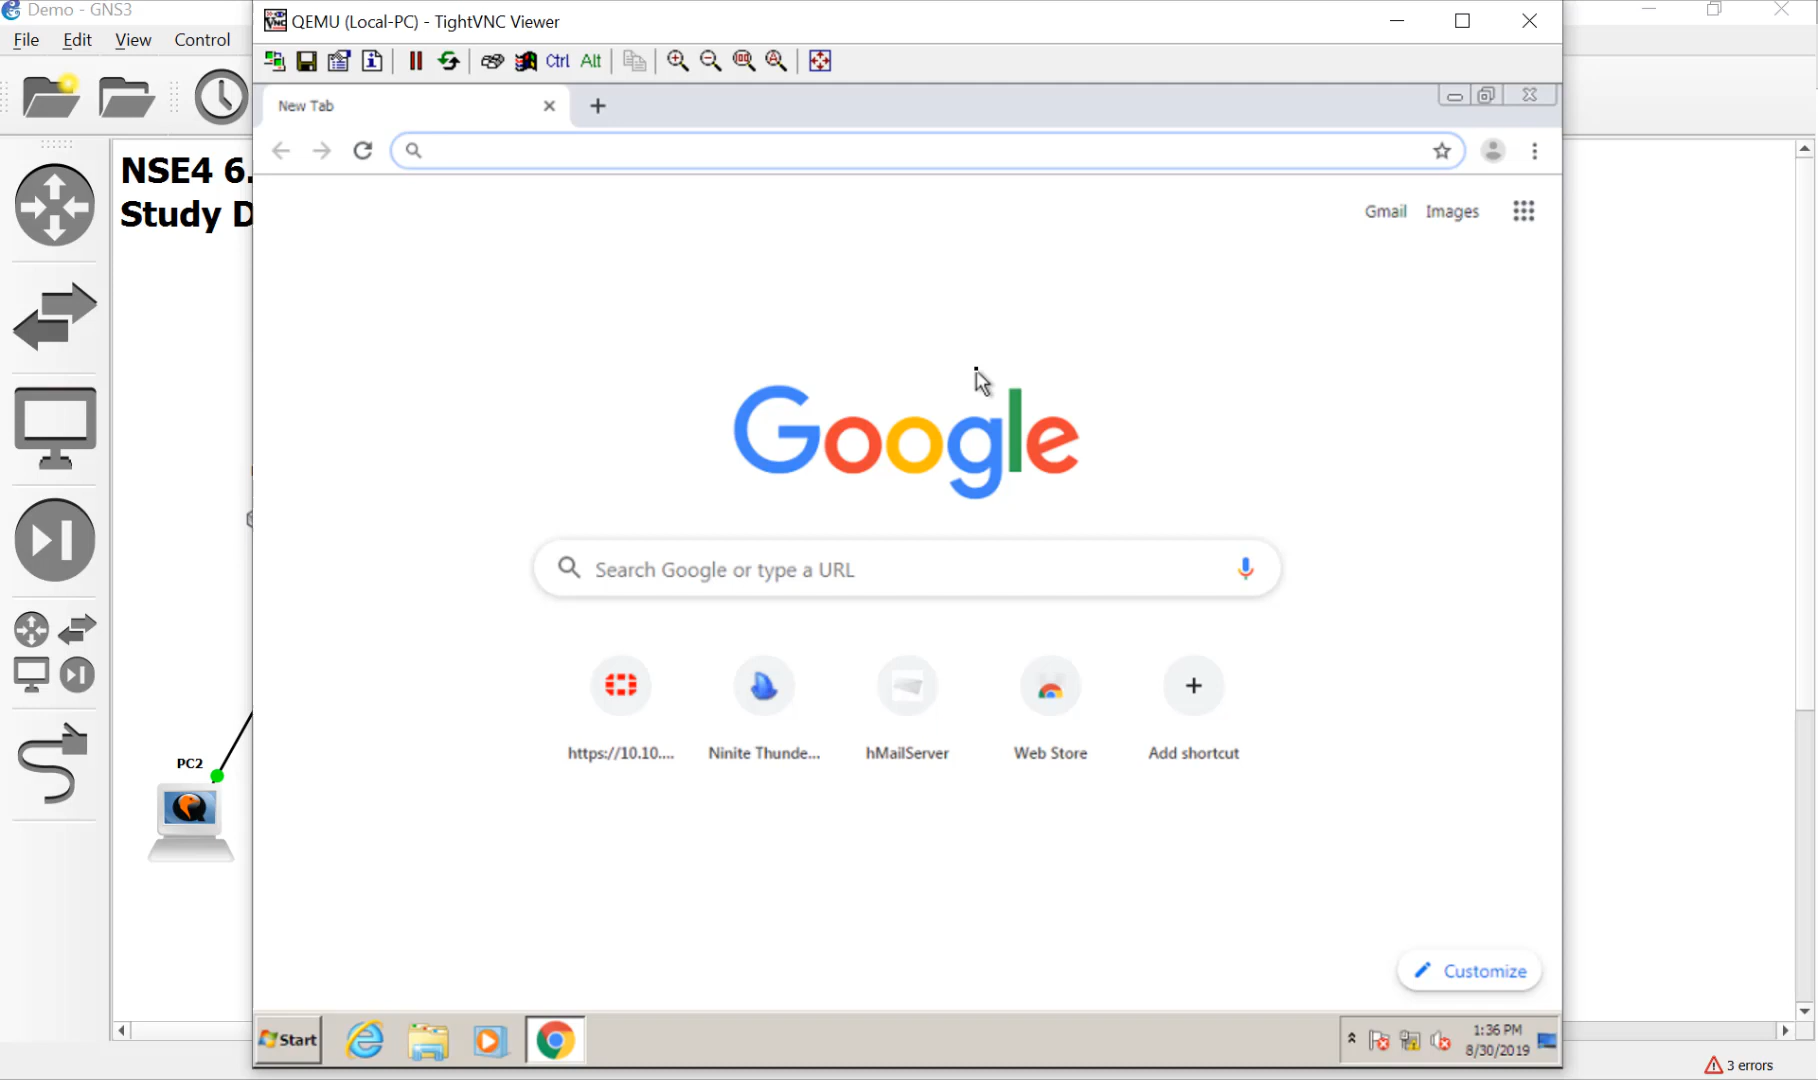 Demo - GNS3
QEMU (Local-PC) - TightVNC Viewer
File Edit View Control
Ctrl Alt
New Tab
NSE4 6.
Study D
Gmail Images
Google
Search Google or type a URL
https://10.10.... Ninite Thunde... hMailServer Web Store Add shortcut
PC2
Customize
Start
1:36 PM
8/30/2019
3 errors